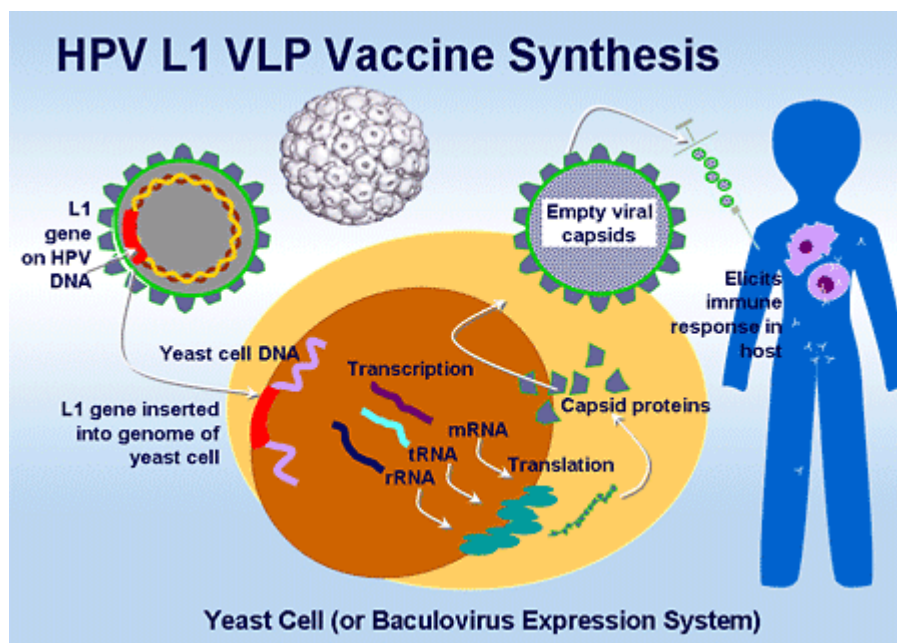 HPV L1 VLP Vaccine Synthesis
L1
gene
on HPV
DNA
Empty viral
capsids
Elicits
immune
response in
host
Yeast cell DNA
L1 gene inserted
into genome of
yeast cell
Transcription
mRNA
tRNA
rRNA
Translation
Capsid proteins
Yeast Cell (or Baculovirus Expression System)